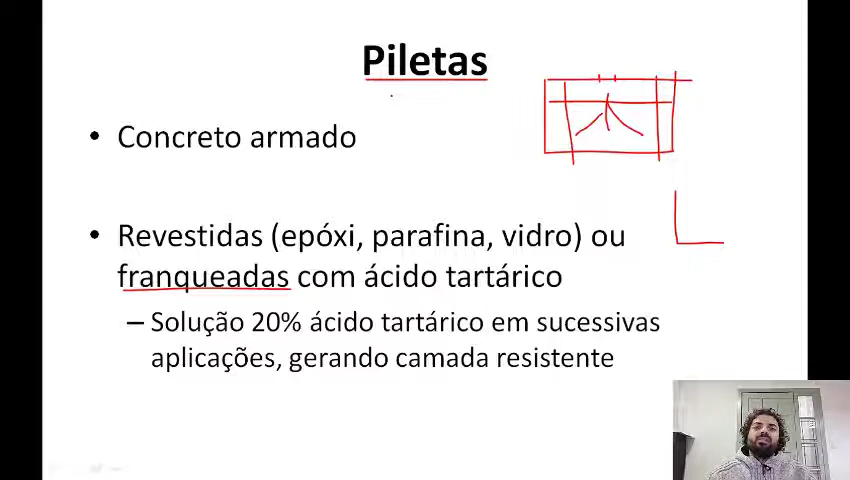 Piletas
• Concreto armado
• Revestidas (epóxi, parafina, vidro) ou
franqueadas com ácido tartárico
– Solução 20% ácido tartárico em sucessivas
aplicações, gerando camada resistente